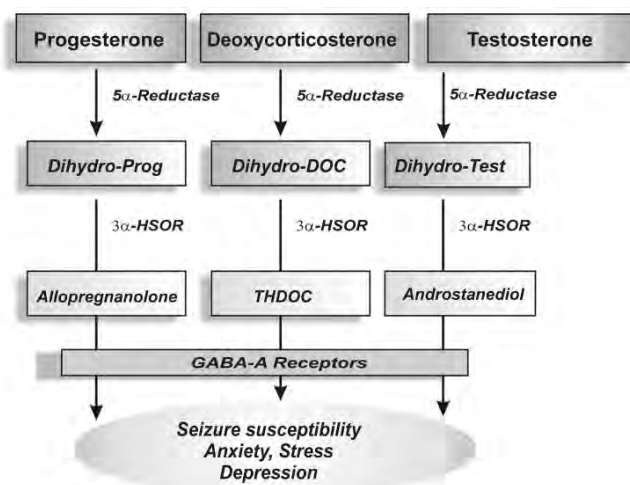 Progesterone Deoxycorticosterone Testosterone
5α-Reductase 5α-Reductase 5α-Reductase
Dihydro-Prog Dihydro-DOC Dihydro-Test
3α-HSOR 3α-HSOR 3α-HSOR
Allopregnanolone THDOC Androstanediol
GABA-A Receptors
Seizure susceptibility
Anxiety, Stress
Depression